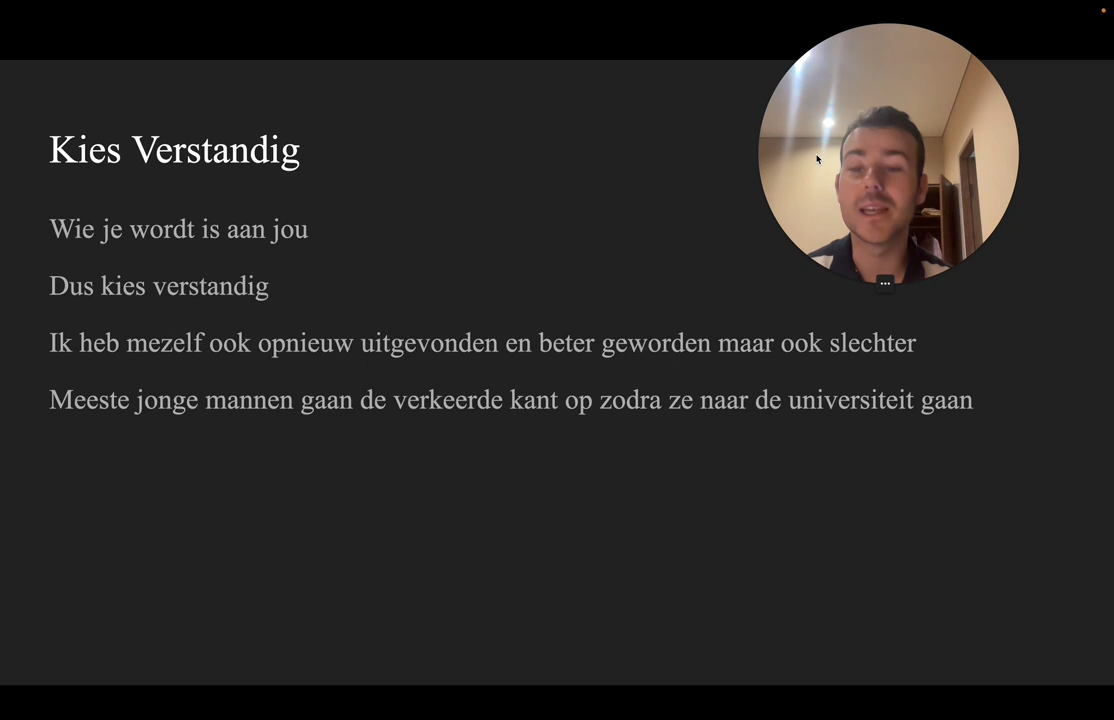 Kies Verstandig
Wie je wordt is aan jou
Dus kies verstandig
Ik heb mezelf ook opnieuw uitgevonden en beter geworden maar ook slechter
Meeste jonge mannen gaan de verkeerde kant op zodra ze naar de universiteit gaan